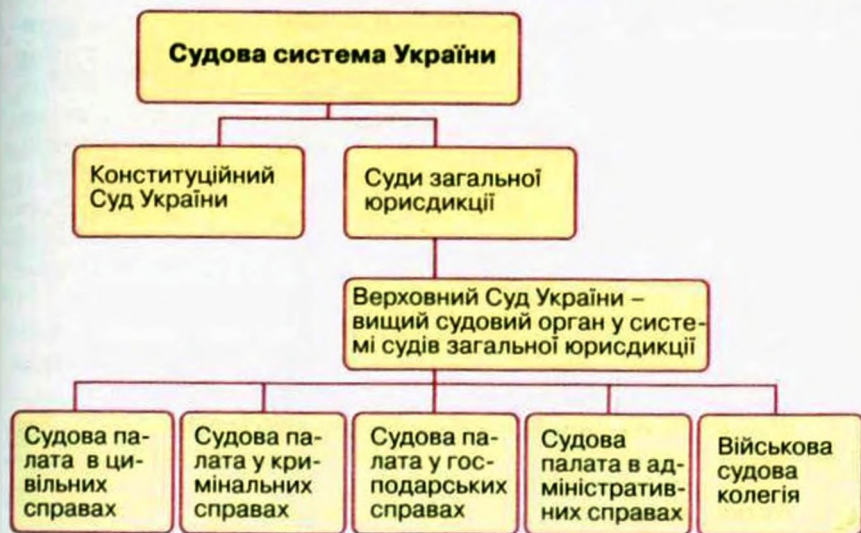 Судова система України
Конституційний
Суд України
Суди загальної
юрисдикції
Верховний Суд України –
вищий судовий орган у систе-
мі судів загальної юрисдикції
Судова па-
лата в ци-
вільних
справах
Судова па-
лата у кри-
мінальних
справах
Судова па-
лата у гос-
подарських
справах
Судова
палата в ад-
міністратив-
них справах
Військова
судова
колегія